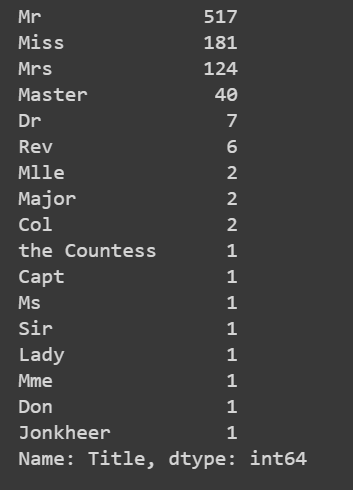 Mr 517
Miss 181
Mrs 124
Master 40
Dr 7
Rev 6
Mlle 2
Major 2
Col 2
the Countess 1
Capt 1
Ms 1
Sir 1
Lady 1
Mme 1
Don 1
Jonkheer 1
Name: Title, dtype: int64